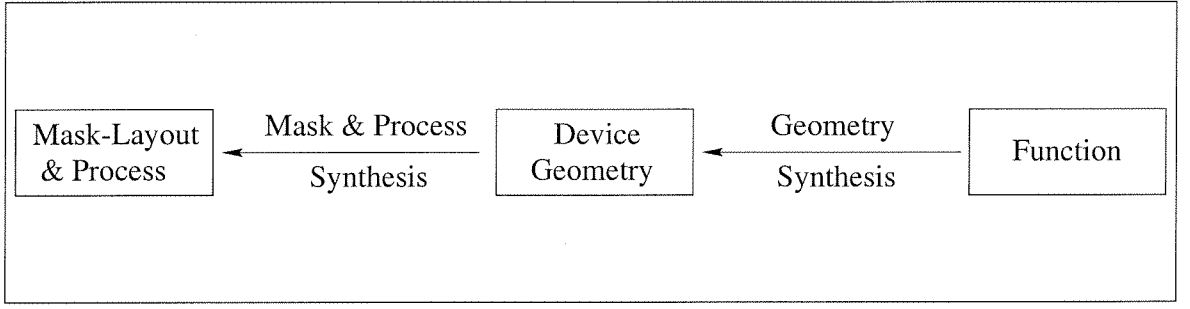 Mask-Layout
& Process
Mask & Process
Synthesis
Device
Geometry
Geometry
Synthesis
Function